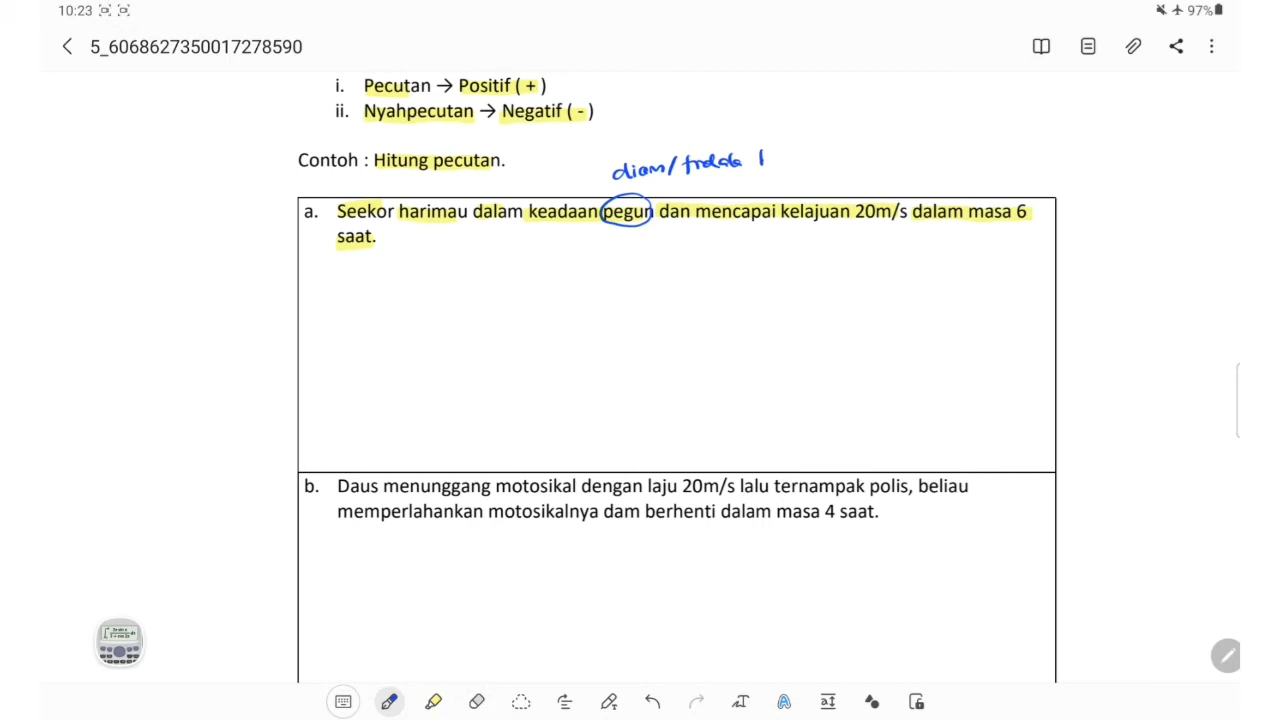 10:23
97%
5_6068627350017278590
i. Pecutan → Positif ( + )
ii. Nyahpecutan → Negatif ( - )
Contoh : Hitung pecutan.
diam/
a. Seekor harimau dalam keadaan pegun dan mencapai kelajuan 20m/s dalam masa 6
saat.
b. Daus menunggang motosikal dengan laju 20m/s lalu ternampak polis, beliau
memperlahankan motosikalnya dam berhenti dalam masa 4 saat.